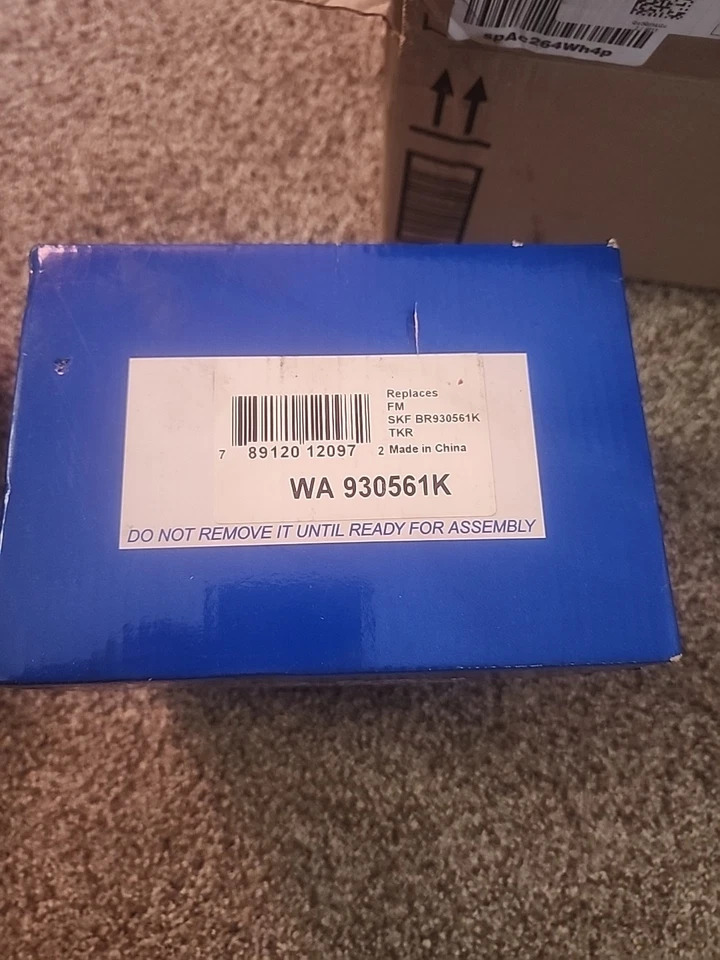 spAe264Wh4p
Replaces
FM
SKF BR930561K
TKR
7 89120 12097 2 Made in China
WA 930561K
DO NOT REMOVE IT UNTIL READY FOR ASSEMBLY